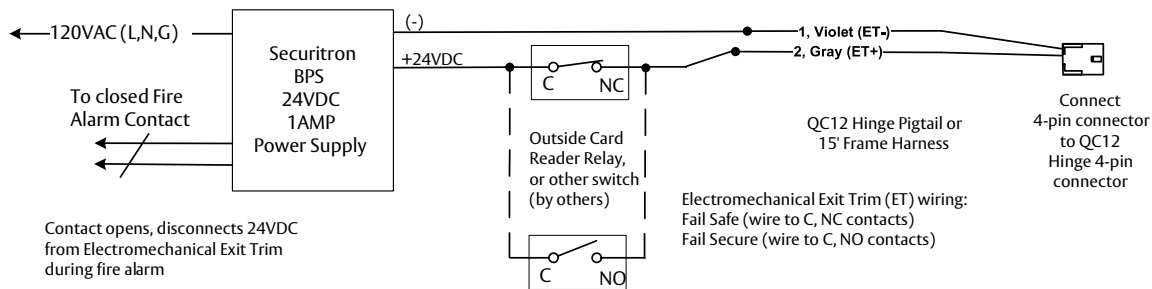 120VAC (L,N,G)
Securitron
BPS
24VDC
1AMP
Power Supply
(-)
+24VDC
To closed Fire
Alarm Contact
Contact opens, disconnects 24VDC
from Electromechanical Exit Trim
during fire alarm
C
NC
Outside Card
Reader Relay,
or other switch
(by others)
C
NO
1, Violet (ET-)
2, Gray (ET+)
QC12 Hinge Pigtail or
15' Frame Harness
Electromechanical Exit Trim (ET) wiring:
Fail Safe (wire to C, NC contacts)
Fail Secure (wire to C, NO contacts)
Connect
4-pin connector
to QC12
Hinge 4-pin
connector